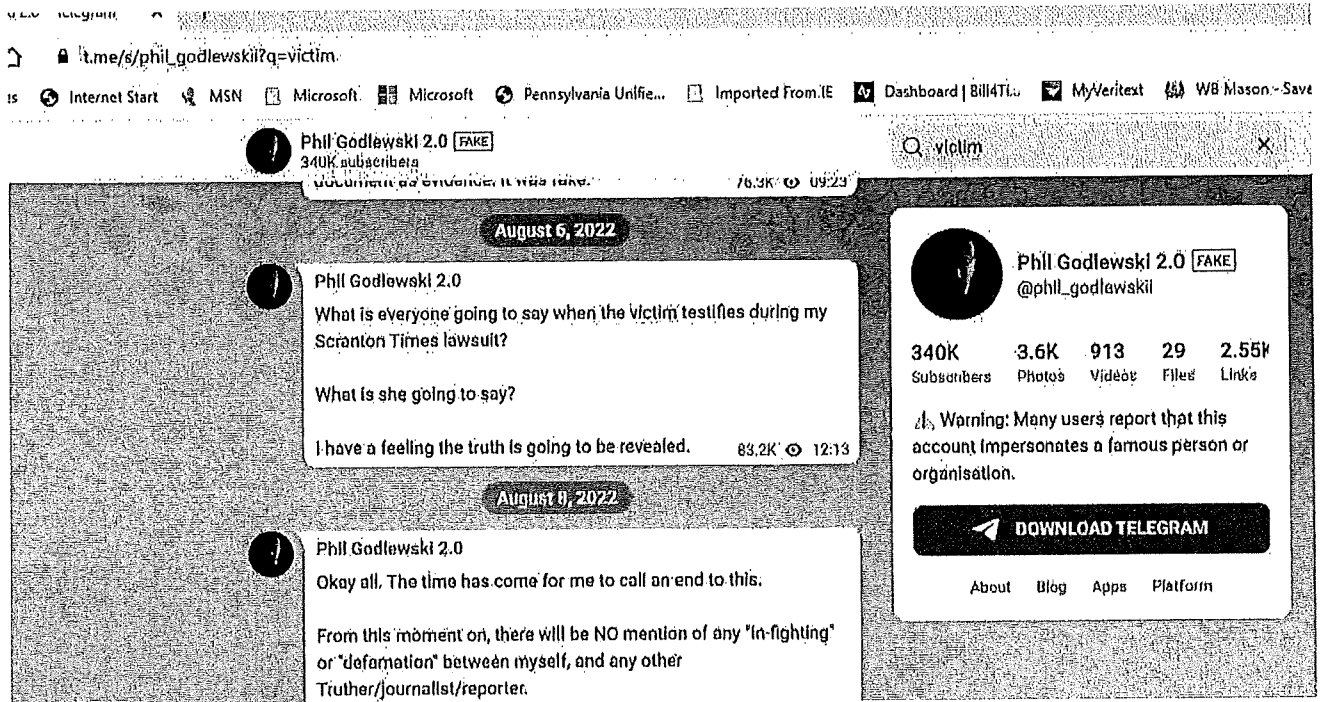 t.me/s/phil_godlewskii?q=victim
Internet Start MSN Microsoft Microsoft Pennsylvania Unifie... Imported From IE Dashboard | Bill4Ti... MyVeritext WB Mason - Save
Phil Godlewski 2.0 FAKE
340K subscribers
victim
document as evidence. It was fake. 76.3K 09:23
August 6, 2022
Phil Godlewski 2.0
What is everyone going to say when the victim testifies during my
Scranton Times lawsuit?
What is she going to say?
I have a feeling the truth is going to be revealed. 83.2K 12:13
August 8, 2022
Phil Godlewski 2.0
Okay all. The time has come for me to call an end to this.
From this moment on, there will be NO mention of any "in-fighting"
or "defamation" between myself, and any other
Truther/journalist/reporter.
Phil Godlewski 2.0 FAKE
@phil_godlewskii
340K 3.6K 913 29 2.55K
Subscribers Photos Videos Files Links
Warning: Many users report that this
account impersonates a famous person or
organisation.
DOWNLOAD TELEGRAM
About Blog Apps Platform